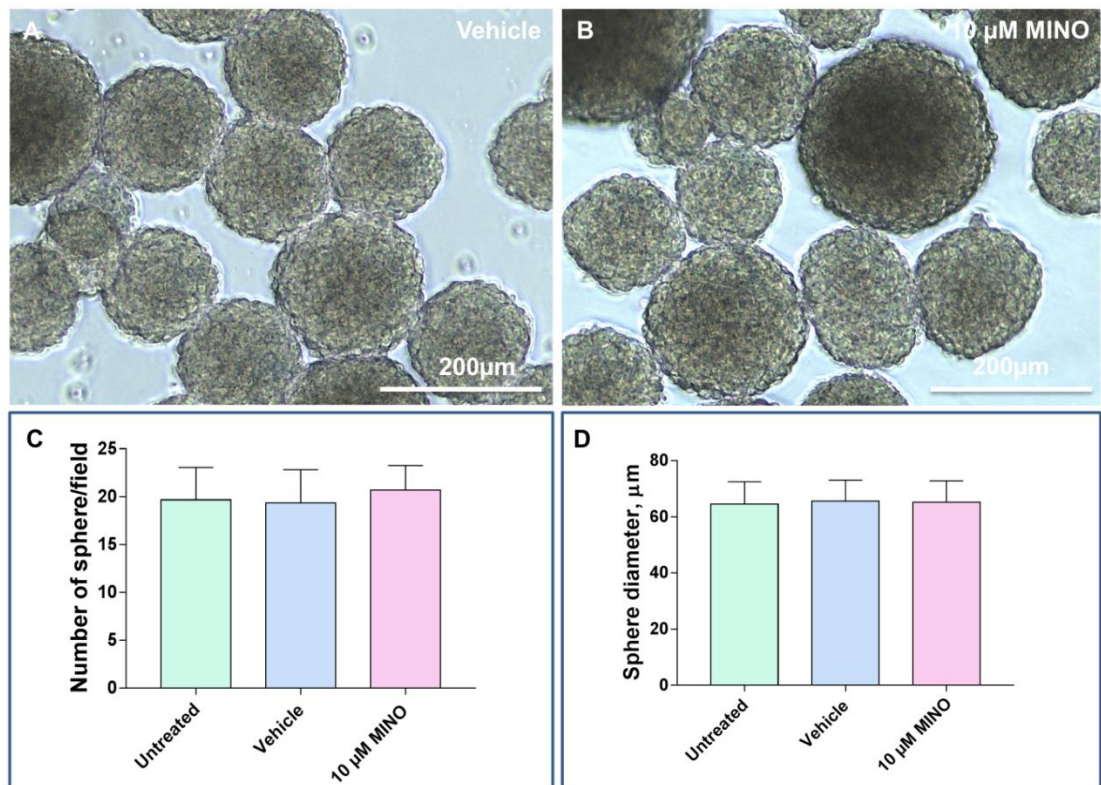 A
Vehicle
200µm
B
10 µM MINO
200µm
C
Number of sphere/field
25
20
15
10
5
0
Untreated
Vehicle
10 µM MINO
D
Sphere diameter, µm
80
60
40
20
0
Untreated
Vehicle
10 µM MINO